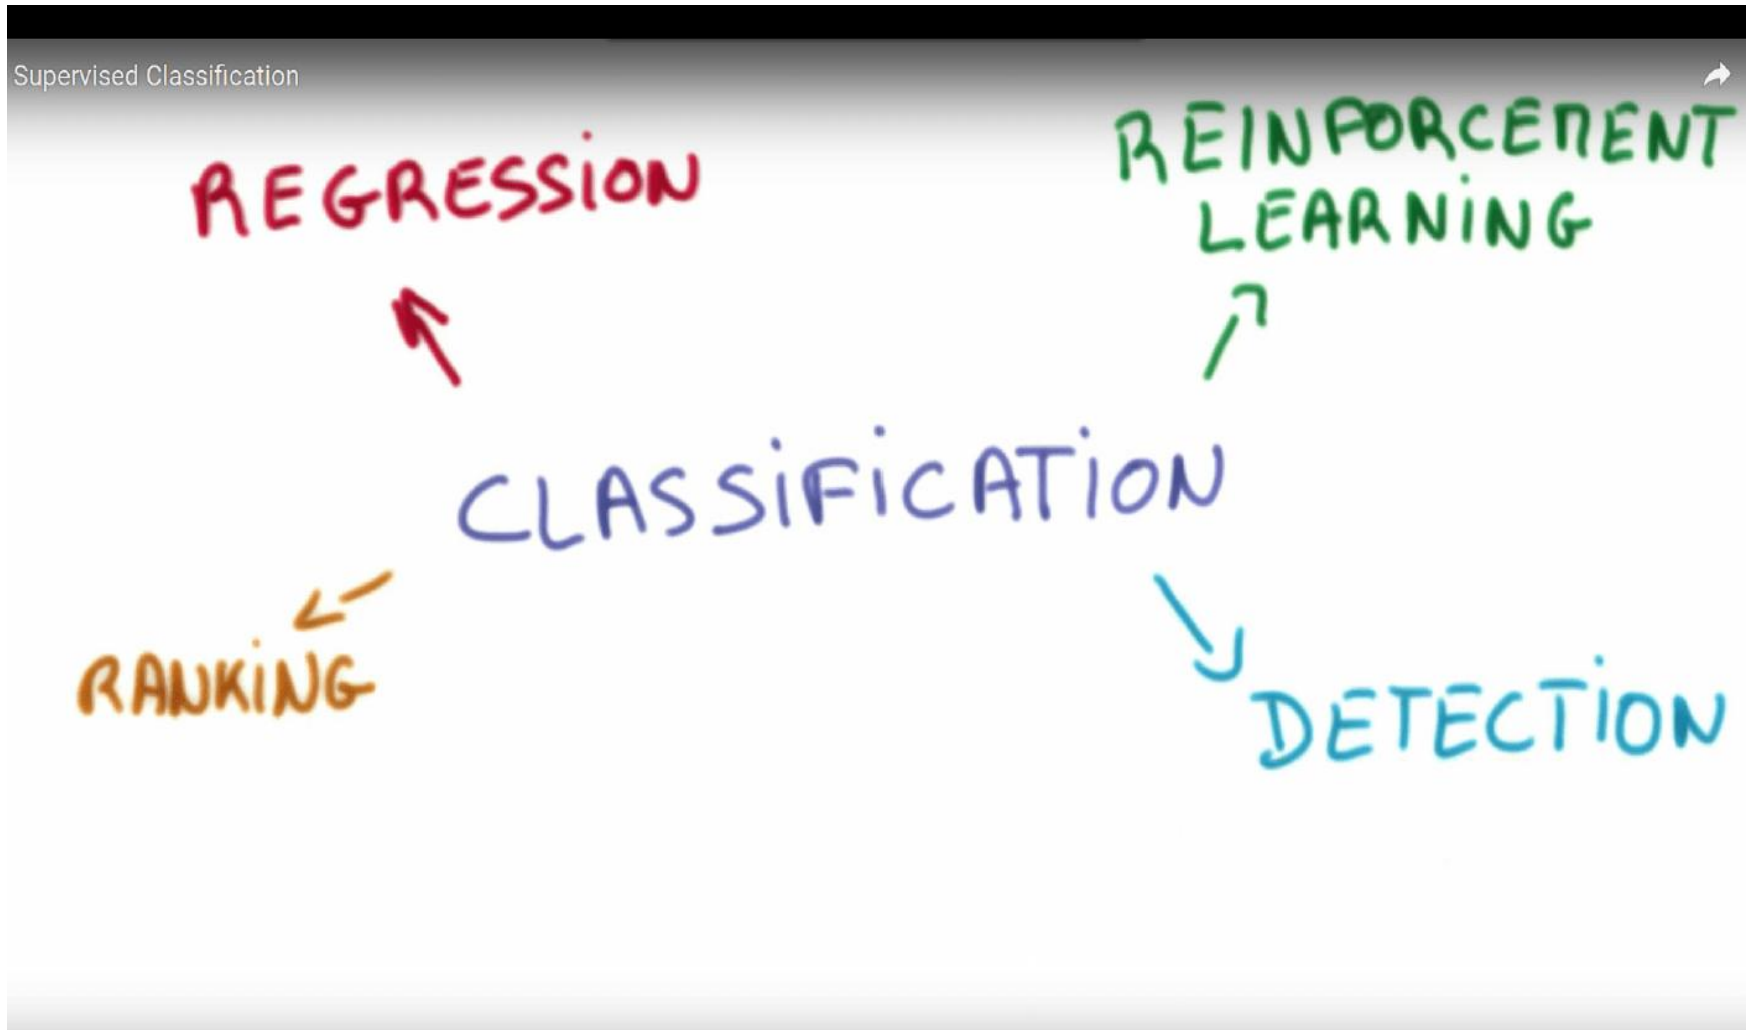 Supervised Classification
REGRESSION
REINFORCEMENT
LEARNING
CLASSIFICATION
RANKING
DETECTION